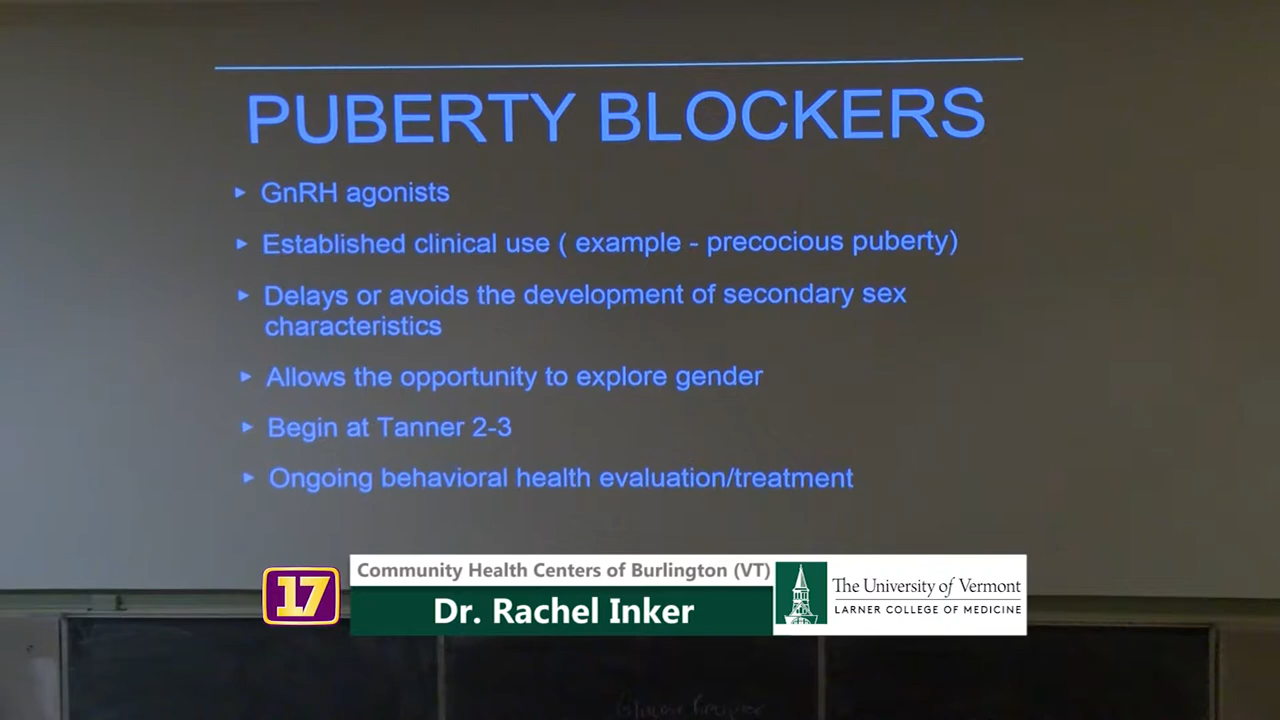 PUBERTY BLOCKERS
► GnRH agonists
► Established clinical use ( example - precocious puberty)
► Delays or avoids the development of secondary sex
characteristics
► Allows the opportunity to explore gender
► Begin at Tanner 2-3
► Ongoing behavioral health evaluation/treatment
17
Community Health Centers of Burlington (VT)
Dr. Rachel Inker
The University of Vermont
LARNER COLLEGE OF MEDICINE